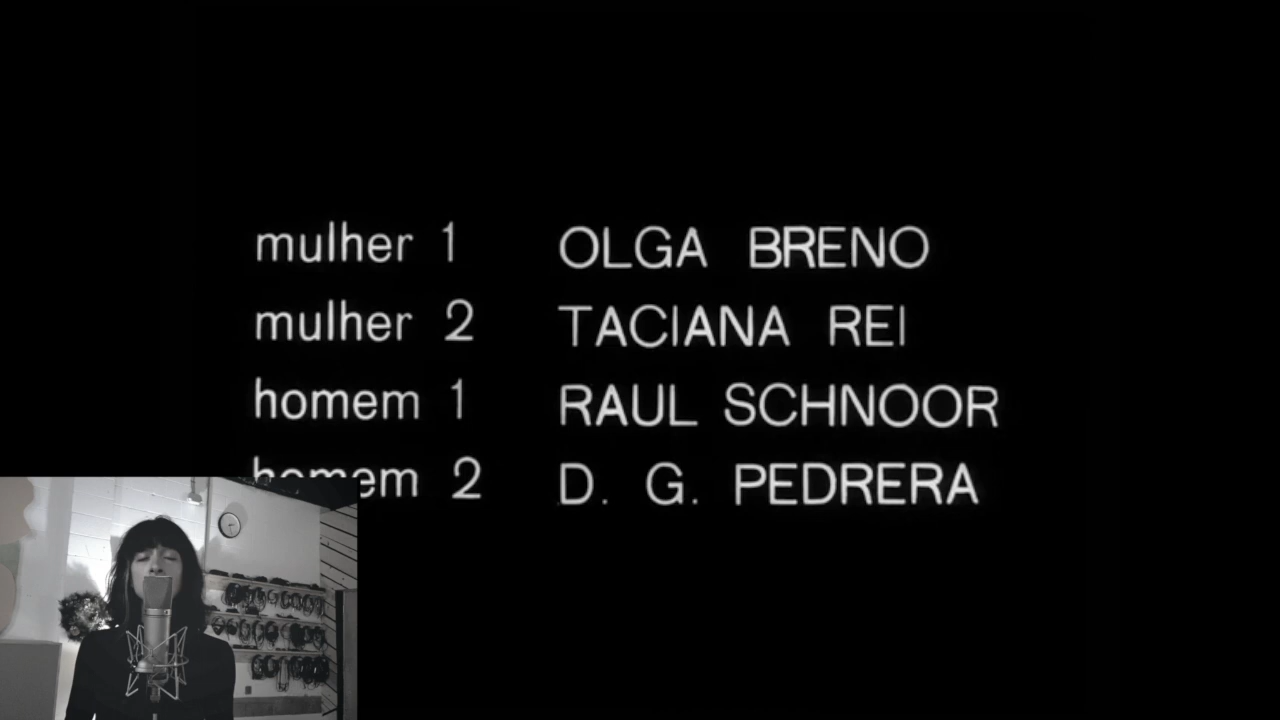 mulher 1 OLGA BRENO
mulher 2 TACIANA REI
homem 1 RAUL SCHNOOR
homem 2 D. G. PEDRERA